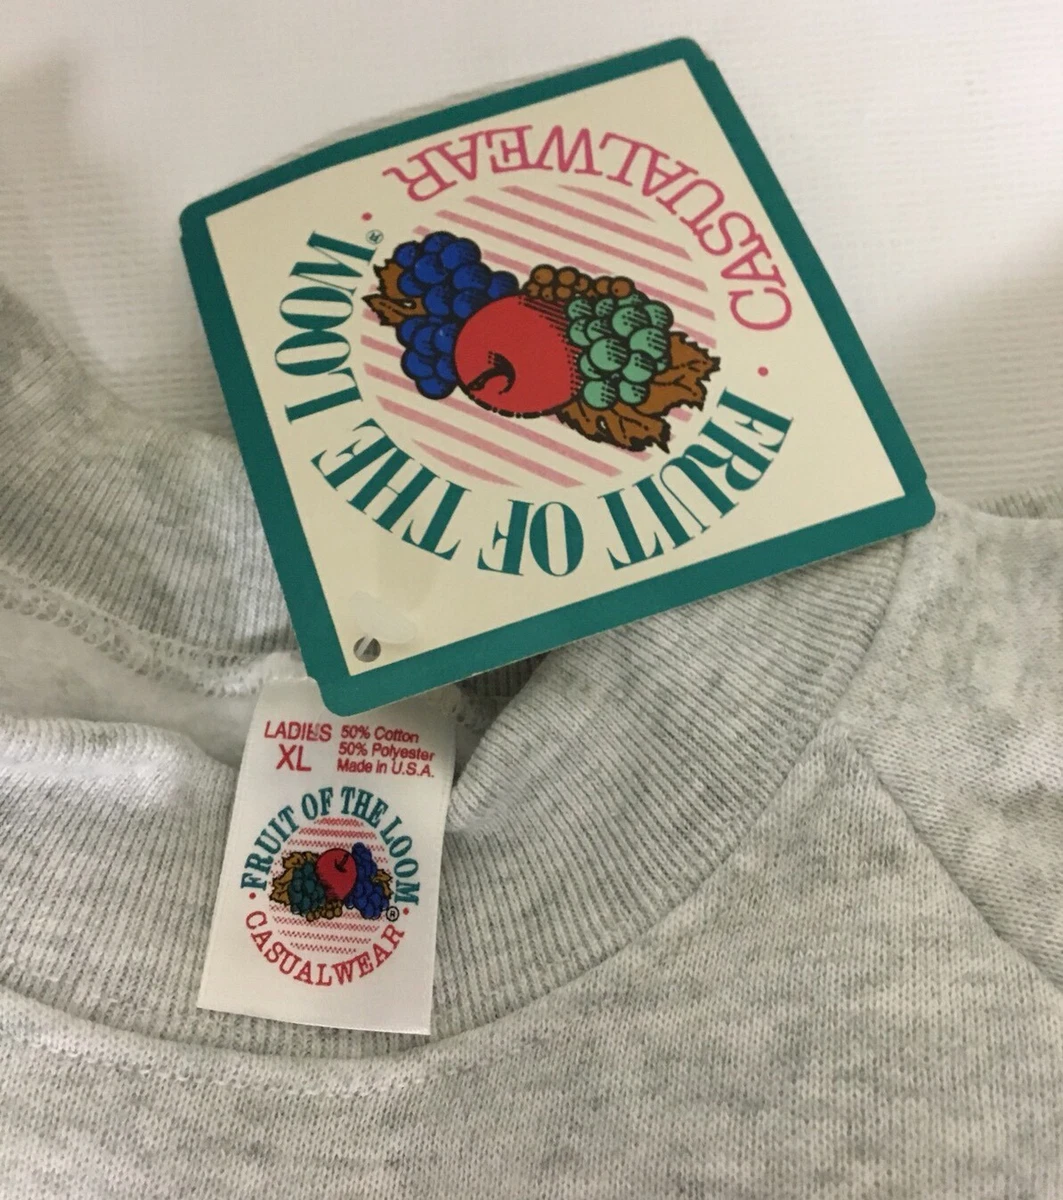 FRUIT OF THE LOOM
®
CASUALWEAR
LADIES 50% Cotton
XL 50% Polyester
Made in U.S.A.
FRUIT OF THE LOOM
®
CASUALWEAR